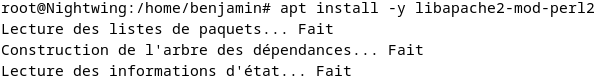 root@Nightwing:/home/benjamin# apt install -y libapache2-mod-perl2
Lecture des listes de paquets... Fait
Construction de l'arbre des dépendances... Fait
Lecture des informations d'état... Fait